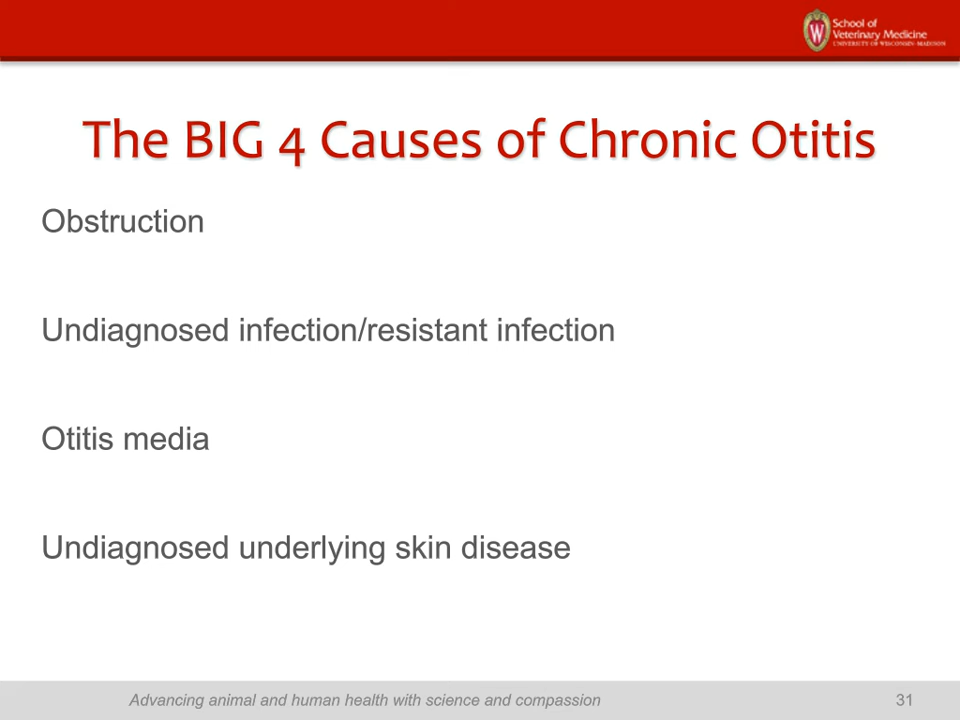 School of
Veterinary Medicine
UNIVERSITY OF WISCONSIN-MADISON
The BIG 4 Causes of Chronic Otitis
Obstruction
Undiagnosed infection/resistant infection
Otitis media
Undiagnosed underlying skin disease
Advancing animal and human health with science and compassion
31